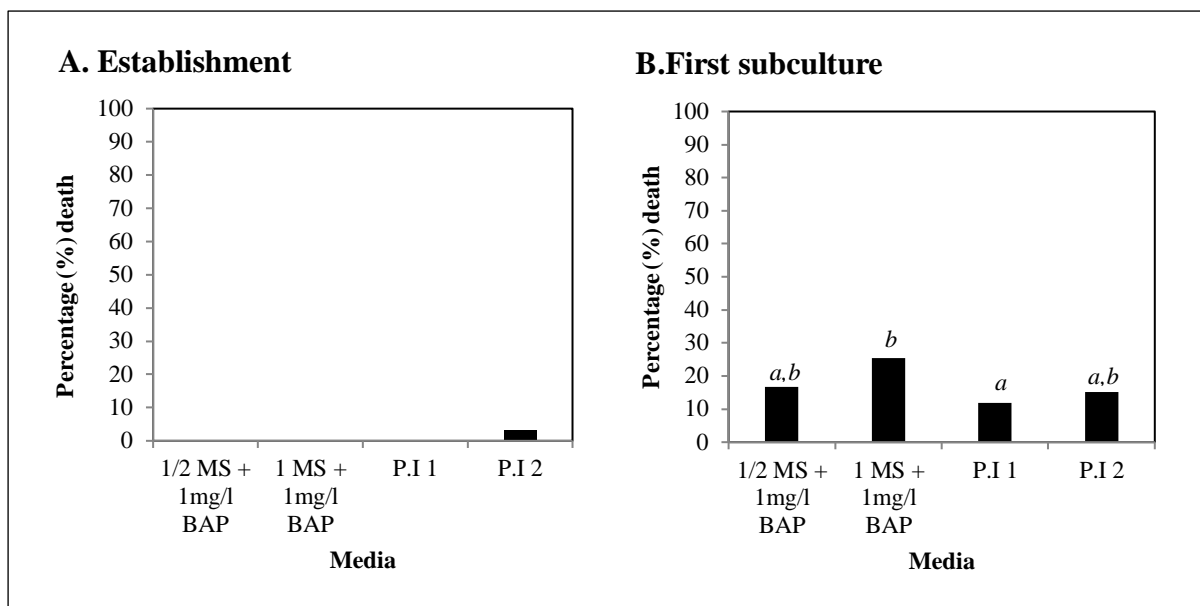 A. Establishment
Percentage (%) death
100
90
80
70
60
50
40
30
20
10
0
1/2 MS +
1mg/l
BAP
1 MS +
1mg/l
BAP
P.I 1
P.I 2
Media
B.First subculture
Percentage (%) death
100
90
80
70
60
50
40
30
20
10
0
a,b
b
a
a,b
1/2 MS +
1mg/l
BAP
1 MS +
1mg/l
BAP
P.I 1
P.I 2
Media